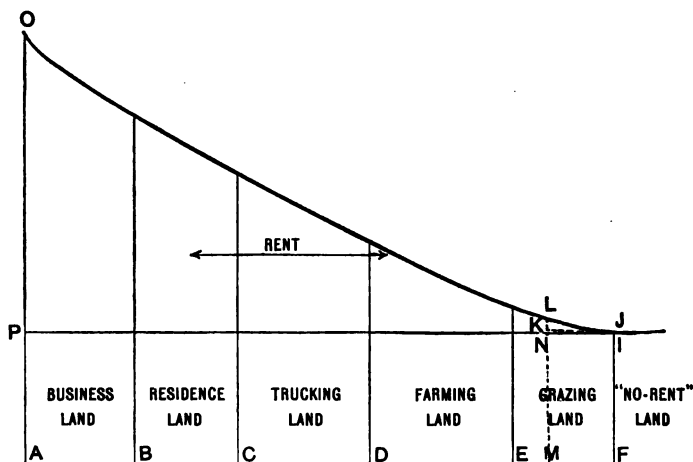 O
RENT
L
P
K
J
N
I
BUSINESS LAND
RESIDENCE LAND
TRUCKING LAND
FARMING LAND
GRAZING LAND
"NO-RENT" LAND
A
B
C
D
E
M
F